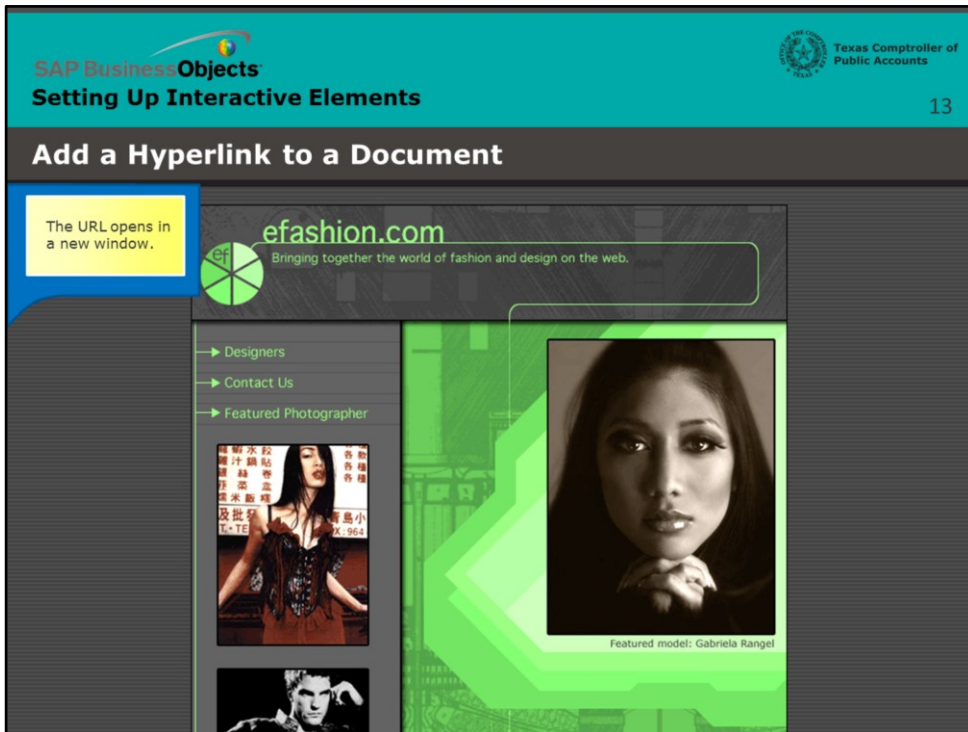 SAP BusinessObjects
Setting Up Interactive Elements
Texas Comptroller of
Public Accounts
13
Add a Hyperlink to a Document
The URL opens in
a new window.
efashion.com
ef
Bringing together the world of fashion and design on the web.
Designers
Contact Us
Featured Photographer
Featured model: Gabriela Rangel